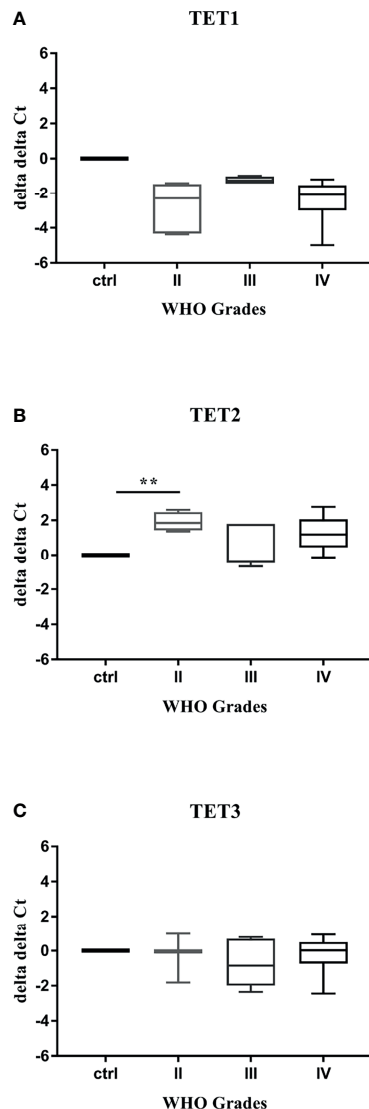 A
TET1
delta delta Ct
6
4
2
0
-2
-4
-6
ctrl II III IV
WHO Grades
B
TET2
delta delta Ct
6
4
2
0
-2
-4
-6
**
ctrl II III IV
WHO Grades
C
TET3
delta delta Ct
6
4
2
0
-2
-4
-6
ctrl II III IV
WHO Grades